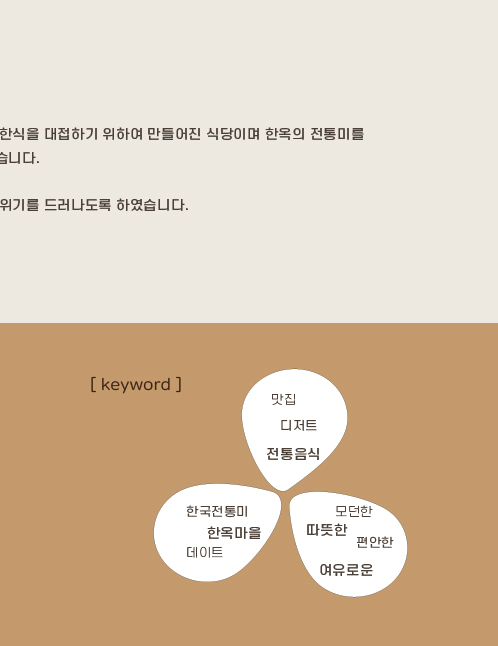 한식을 대접하기 위하여 만들어진 식당이며 한옥의 전통미를
습니다.
위기를 드러나도록 하였습니다.
[ keyword ]
맛집
디저트
전통음식
한국전통미
한옥마을
데이트
모던한
따뜻한
편안한
여유로운